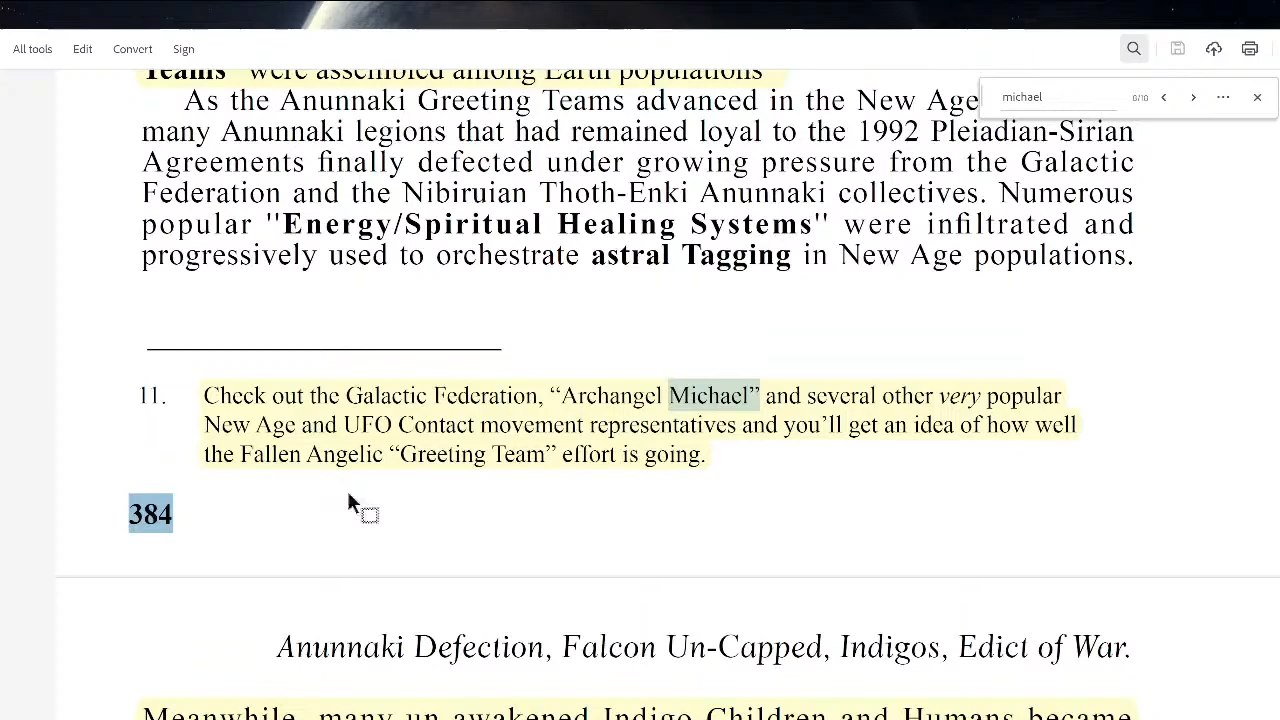 All tools Edit Convert Sign
Teams" were assembled among Earth populations
michael 8/10
As the Anunnaki Greeting Teams advanced in the New Age
many Anunnaki legions that had remained loyal to the 1992 Pleiadian-Sirian
Agreements finally defected under growing pressure from the Galactic
Federation and the Nibiruian Thoth-Enki Anunnaki collectives. Numerous
popular "Energy/Spiritual Healing Systems" were infiltrated and
progressively used to orchestrate astral Tagging in New Age populations.
11. Check out the Galactic Federation, “Archangel Michael” and several other very popular
New Age and UFO Contact movement representatives and you’ll get an idea of how well
the Fallen Angelic “Greeting Team” effort is going.
384
Anunnaki Defection, Falcon Un-Capped, Indigos, Edict of War.
Meanwhile, many un-awakened Indigo Children and Humans became